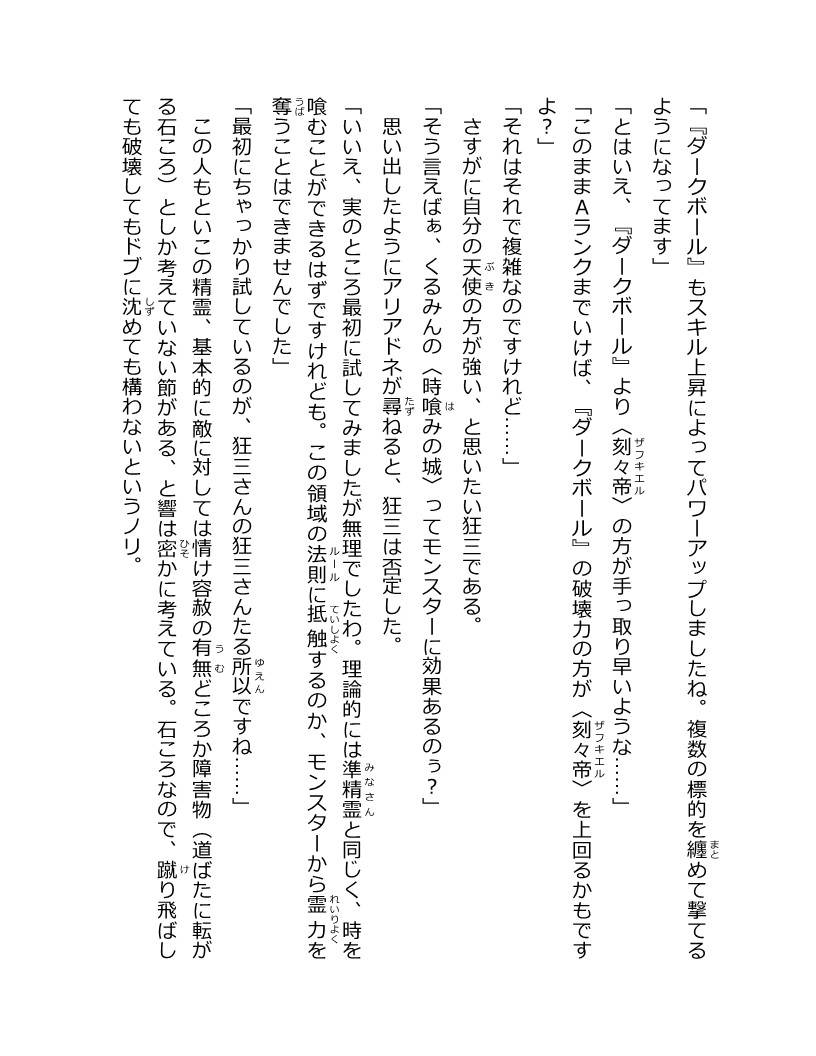 「『ダークボール』もスキル上昇によってパワーアップしましたね。複数の標的を纏めて撃てる
ようになってます」
「とはいえ、『ダークボール』より〈刻々帝〉の方が手っ取り早いような……」
「このままAランクまでいけば、『ダークボール』の破壊力の方が〈刻々帝〉を上回るかもです
よ？」
「それはそれで複雑なのですけれど……」
　さすがに自分の天使の方が強い、と思いたい狂三である。
「そう言えばぁ、くるみんの〈時喰みの城〉ってモンスターに効果あるのぅ？」
　思い出したようにアリアドネが尋ねると、狂三は否定した。
「いいえ、実のところ最初に試してみましたが無理でしたわ。理論的には準精霊と同じく、時を
喰むことができるはずですけれども。この領域の法則に抵触するのか、モンスターから霊力を
奪うことはできませんでした」
「最初にちゃっかり試しているのが、狂三さんの狂三さんたる所以ですね……」
　この人もといこの精霊、基本的に敵に対しては情け容赦の有無どころか障害物（道ばたに転が
る石ころ）としか考えていない節がある、と響は密かに考えている。石ころなので、蹴り飛ばし
ても破壊してもドブに沈めても構わないというノリ。